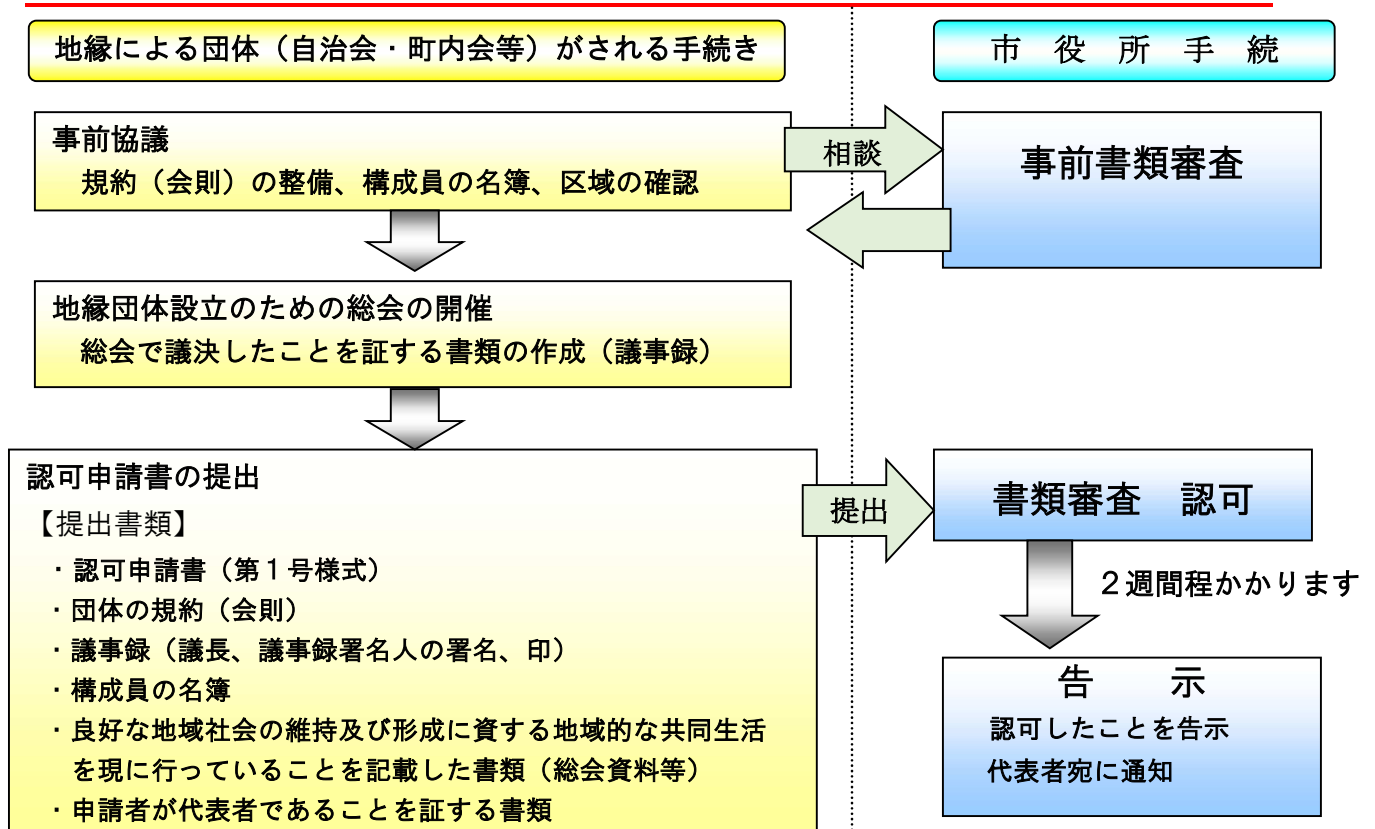 地縁による団体（自治会・町内会等）がされる手続き
市　役　所　手　続
事前協議
規約（会則）の整備、構成員の名簿、区域の確認
相談
事前書類審査
地縁団体設立のための総会の開催
総会で議決したことを証する書類の作成（議事録）
認可申請書の提出
【提出書類】
・認可申請書（第１号様式）
・団体の規約（会則）
・議事録（議長、議事録署名人の署名、印）
・構成員の名簿
・良好な地域社会の維持及び形成に資する地域的な共同生活
を現に行っていることを記載した書類（総会資料等）
・申請者が代表者であることを証する書類
提出
書類審査　認可
２週間程かかります
告　　示
認可したことを告示
代表者宛に通知